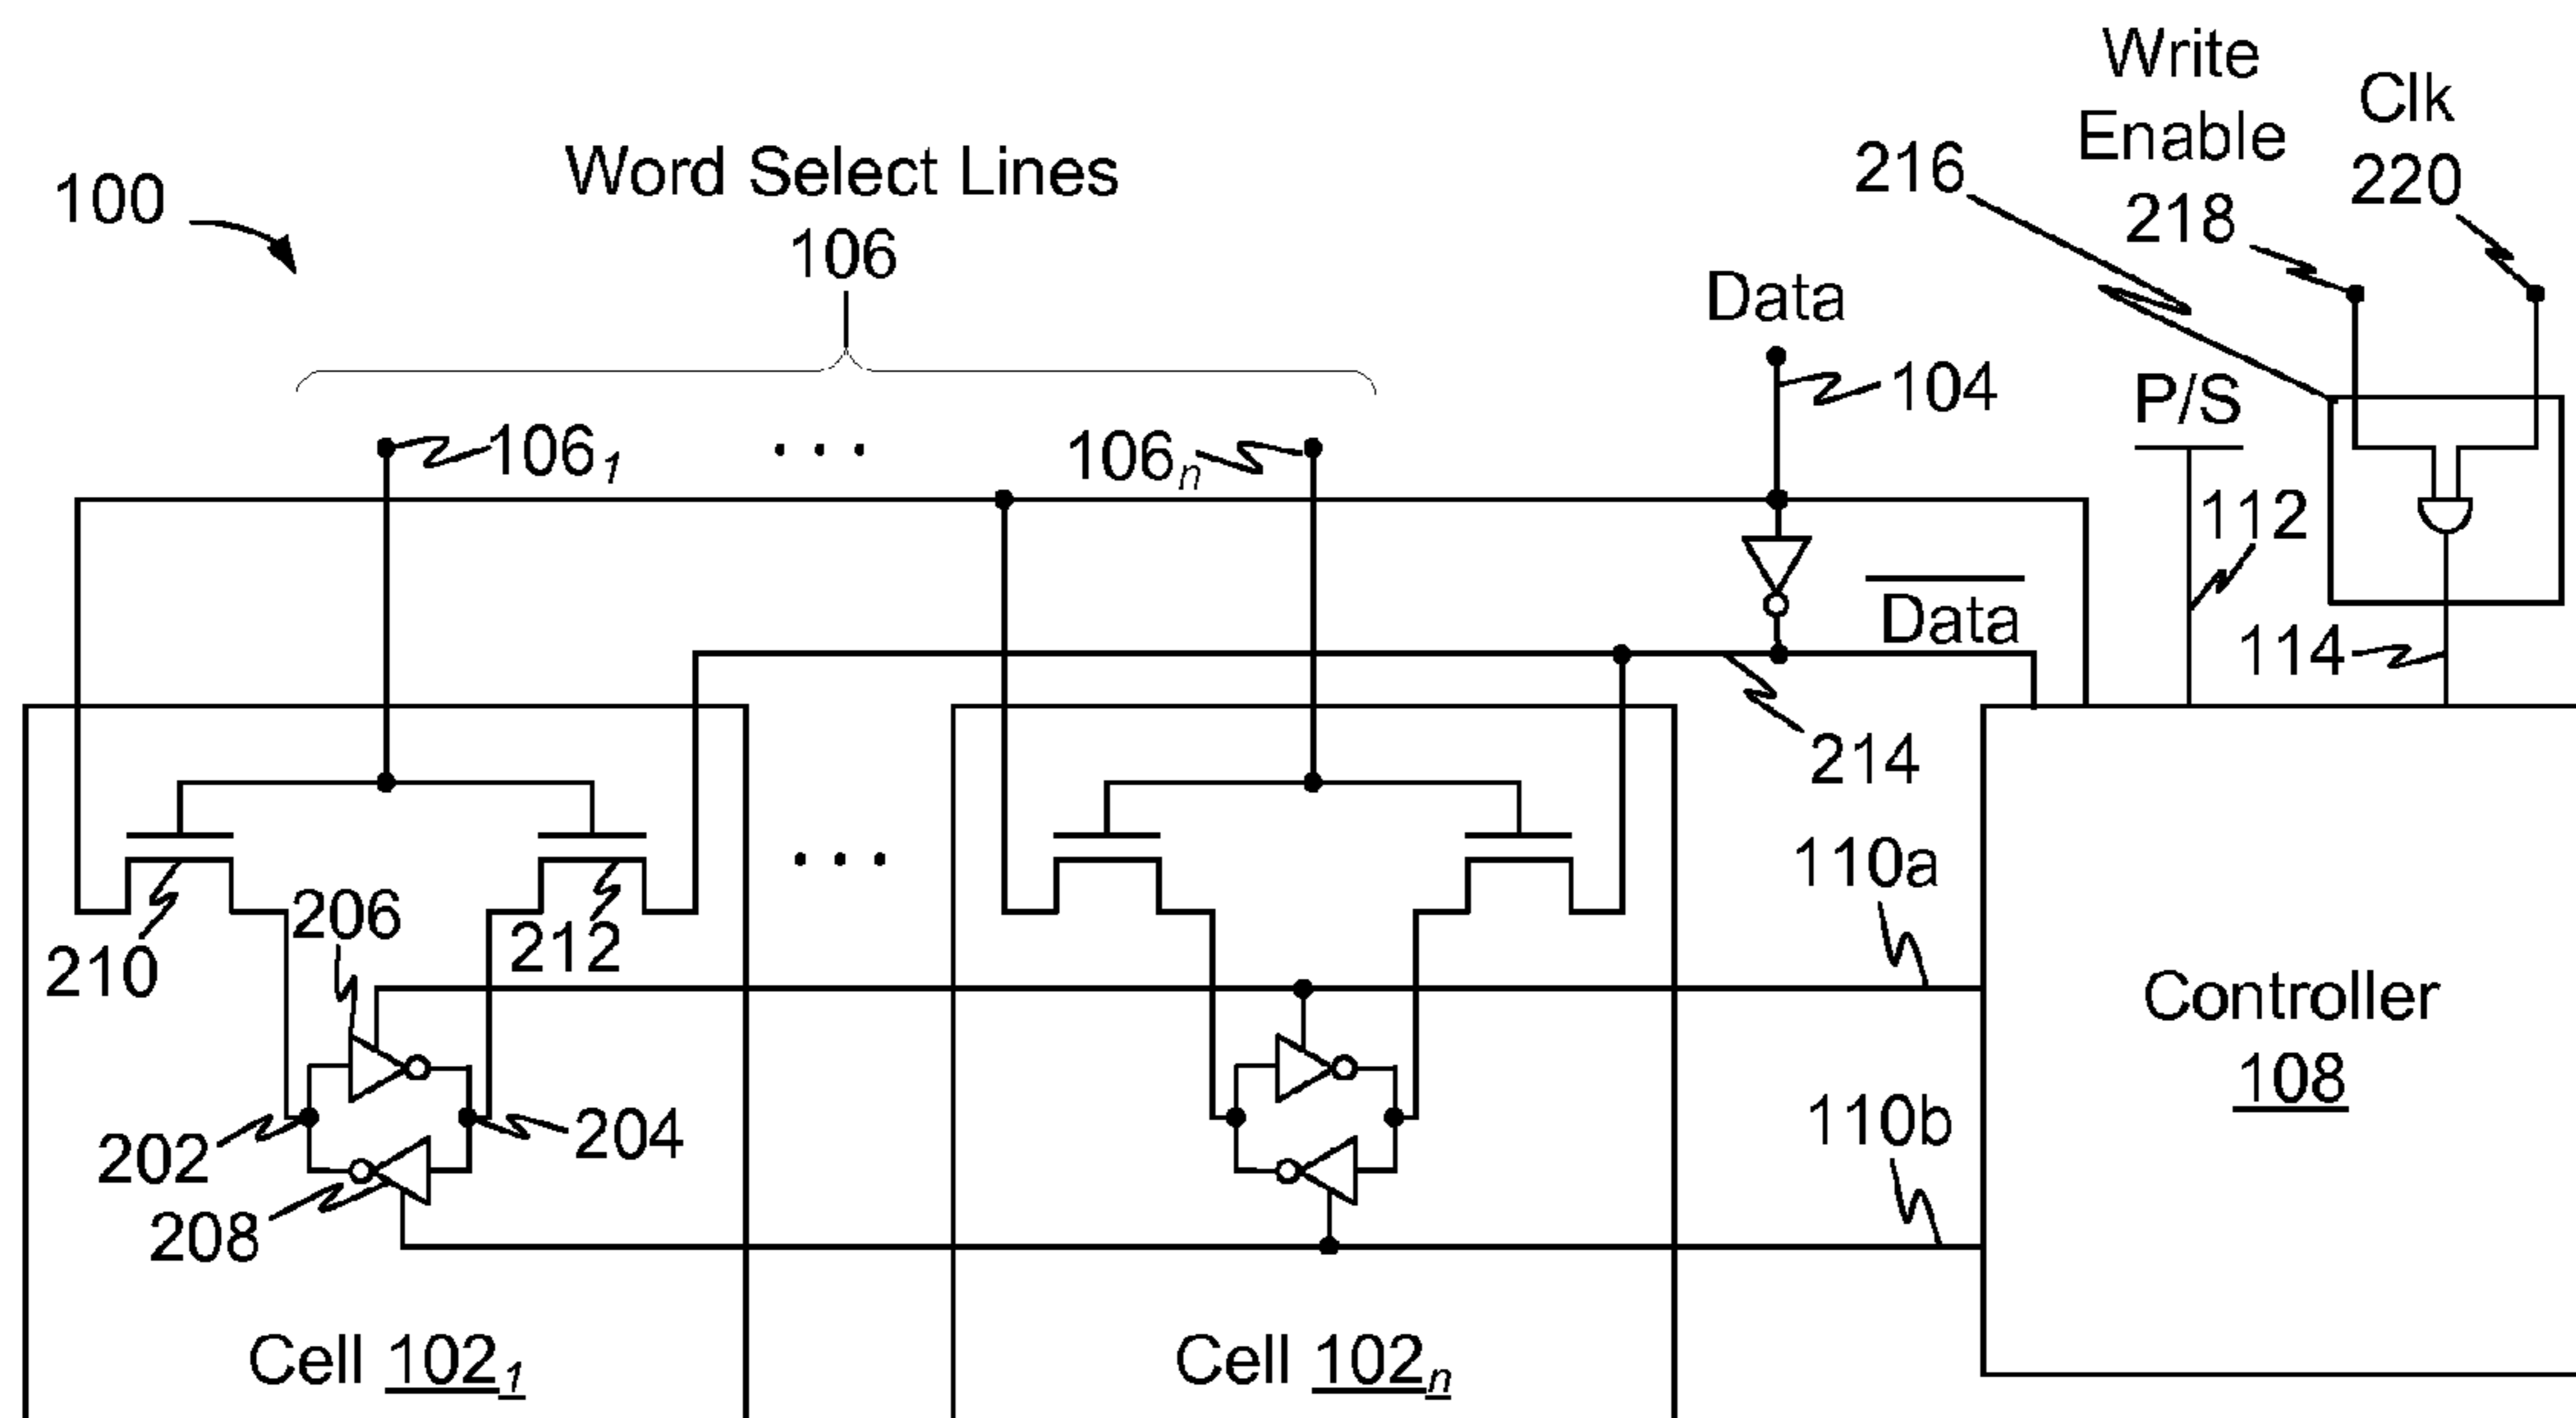 100
Word Select Lines
106
106₁
. . .
106ₙ
Data
104
216
Write
Enable
218
Clk
220
P/S
112
114
D̅a̅t̅a̅
214
210
206
212
. . .
202
204
208
110a
110b
Controller
108
Cell 102₁
Cell 102ₙ